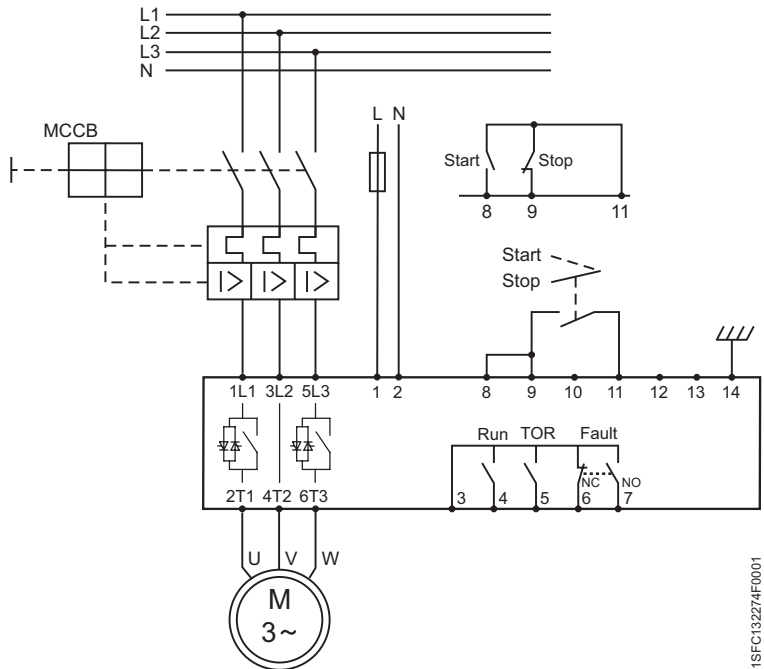 L1
L2
L3
N
MCCB
L N
Start Stop
8 9 11
Start
Stop
I> I> I>
1L1 3L2 5L3 1 2 8 9 10 11 12 13 14
Run TOR Fault
NC NO
2T1 4T2 6T3 3 4 5 6 7
U V W
M
3~
1SFC132274F0001